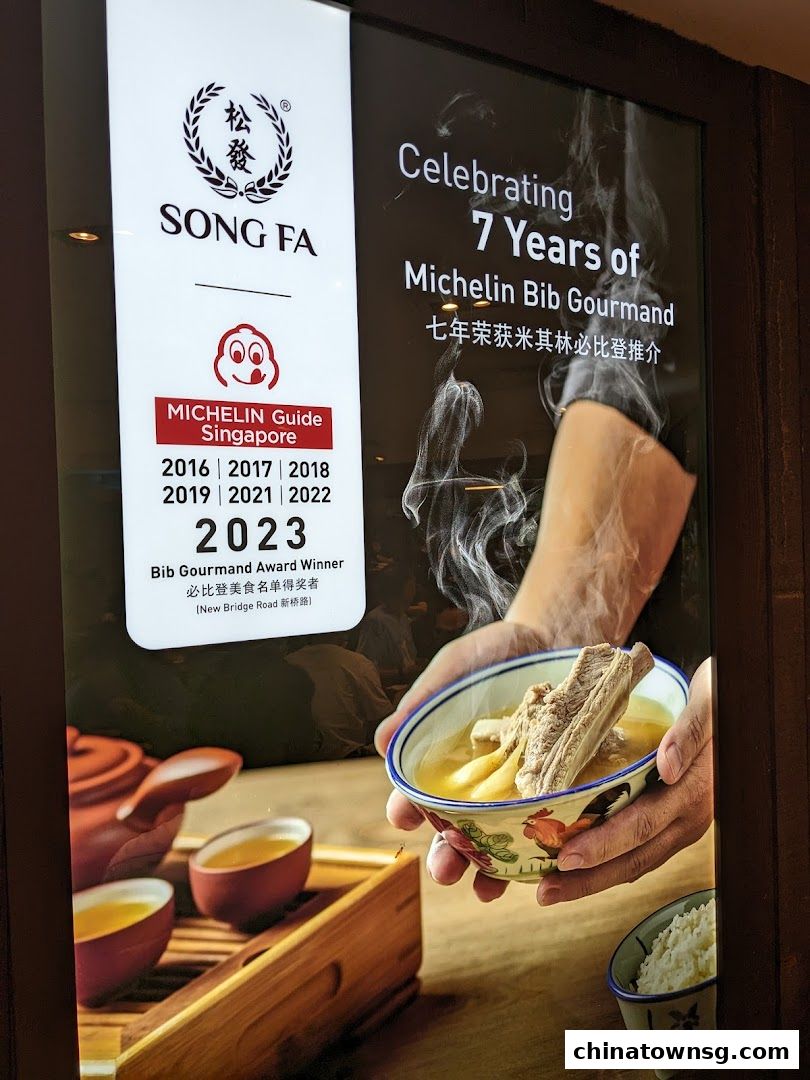 松
發
®
SONG FA
MICHELIN Guide
Singapore
2016 | 2017 | 2018
2019 | 2021 | 2022
2023
Bib Gourmand Award Winner
必比登美食名单得奖者
(New Bridge Road 新桥路)
Celebrating
7 Years of
Michelin Bib Gourmand
七年荣获米其林必比登推介
chinatownsg.com